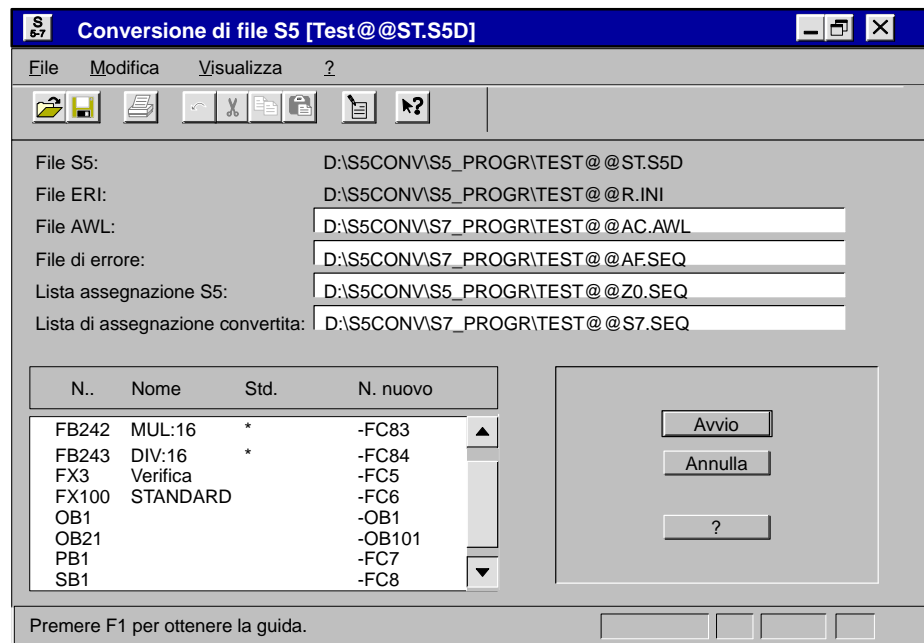 S
5-7
Conversione di file S5 [Test@@ST.S5D]
File Modifica Visualizza ?
File S5: D:\S5CONV\S5_PROGR\TEST@@ST.S5D
File ERI: D:\S5CONV\S5_PROGR\TEST@@R.INI
File AWL: D:\S5CONV\S7_PROGR\TEST@@AC.AWL
File di errore: D:\S5CONV\S7_PROGR\TEST@@AF.SEQ
Lista assegnazione S5: D:\S5CONV\S5_PROGR\TEST@@Z0.SEQ
Lista di assegnazione convertita: D:\S5CONV\S7_PROGR\TEST@@S7.SEQ
N.. Nome Std. N. nuovo
FB242 MUL:16 * -FC83
FB243 DIV:16 * -FC84
FX3 Verifica -FC5
FX100 STANDARD -FC6
OB1 -OB1
OB21 -OB101
PB1 -FC7
SB1 -FC8
Avvio
Annulla
?
Premere F1 per ottenere la guida.